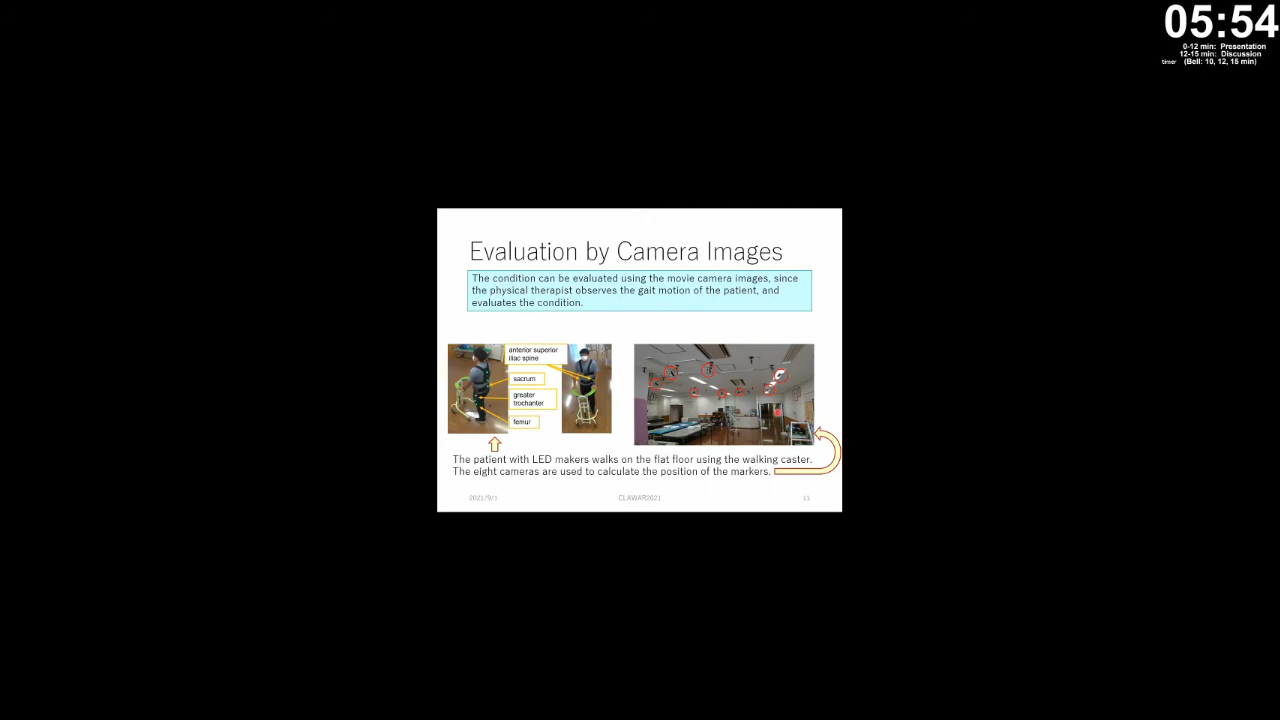 05:54
0-12 min: Presentation
12-15 min: Discussion
timer (Bell: 10, 12, 15 min)
Evaluation by Camera Images
The condition can be evaluated using the movie camera images, since
the physical therapist observes the gait motion of the patient, and
evaluates the condition.
anterior superior
iliac spine
sacrum
greater
trochanter
femur
The patient with LED makers walks on the flat floor using the walking caster.
The eight cameras are used to calculate the position of the markers.
2021/9/1
CLAWAR2021
11